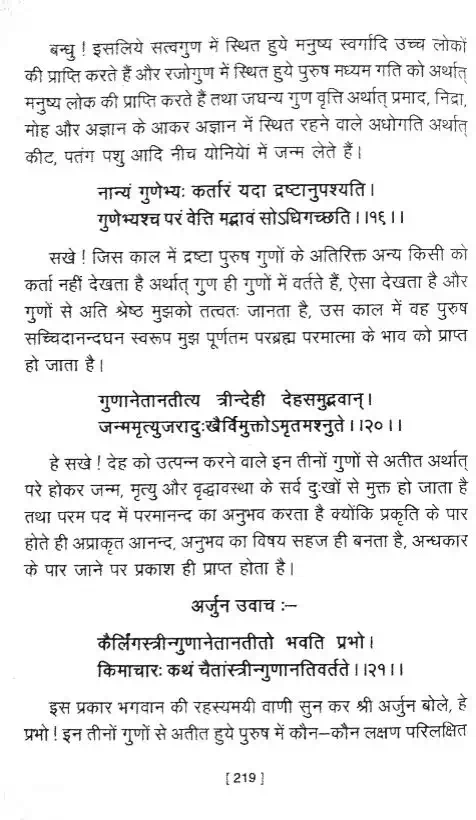 बन्धु ! इसलिये सत्वगुण में स्थित हुये मनुष्य स्वर्गादि उच्च लोकों
की प्राप्ति करते हैं और रजोगुण में स्थित हुये पुरुष मध्यम गति को अर्थात्
मनुष्य लोक की प्राप्ति करते हैं तथा जघन्य गुण वृत्ति अर्थात् प्रमाद, निद्रा,
मोह और अज्ञान के आकर अज्ञान में स्थित रहने वाले अधोगति अर्थात्
कीट, पतंग पशु आदि नीच योनियों में जन्म लेते हैं।
नान्यं गुणेभ्यः कर्तारं यदा द्रष्टानुपश्यति।
गुणेभ्यश्च परं वेत्ति मद्भावं सोऽधिगच्छति।।१६।।
सखे ! जिस काल में द्रष्टा पुरुष गुणों के अतिरिक्त अन्य किसी को
कर्ता नहीं देखता है अर्थात् गुण ही गुणों में वर्तते हैं, ऐसा देखता है और
गुणों से अति श्रेष्ठ मुझको तत्वतः जानता है, उस काल में वह पुरुष
सच्चिदानन्दघन स्वरूप मुझ पूर्णतम परब्रह्म परमात्मा के भाव को प्राप्त
हो जाता है।
गुणानेतानतीत्य त्रीन्देही देहसमुद्भवान्।
जन्ममृत्युजरादुःखैर्विमुक्तोऽमृतमश्नुते।।२०।।
हे सखे ! देह को उत्पन्न करने वाले इन तीनों गुणों से अतीत अर्थात्
परे होकर जन्म, मृत्यु और वृद्धावस्था के सर्व दुःखों से मुक्त हो जाता है
तथा परम पद में परमानन्द का अनुभव करता है क्योंकि प्रकृति के पार
होते ही अप्राकृत आनन्द, अनुभव का विषय सहज ही बनता है, अन्धकार
के पार जाने पर प्रकाश ही प्राप्त होता है।
अर्जुन उवाच :–
कैर्लिंगस्त्रीन्गुणानेतानतीतो भवति प्रभो।
किमाचारः कथं चैतांस्त्रीन्गुणानतिवर्तते।।२१।।
इस प्रकार भगवान की रहस्यमयी वाणी सुन कर श्री अर्जुन बोले, हे
प्रभो ! इन तीनों गुणों से अतीत हुये पुरुष में कौन–कौन लक्षण परिलक्षित
[ 219 ]